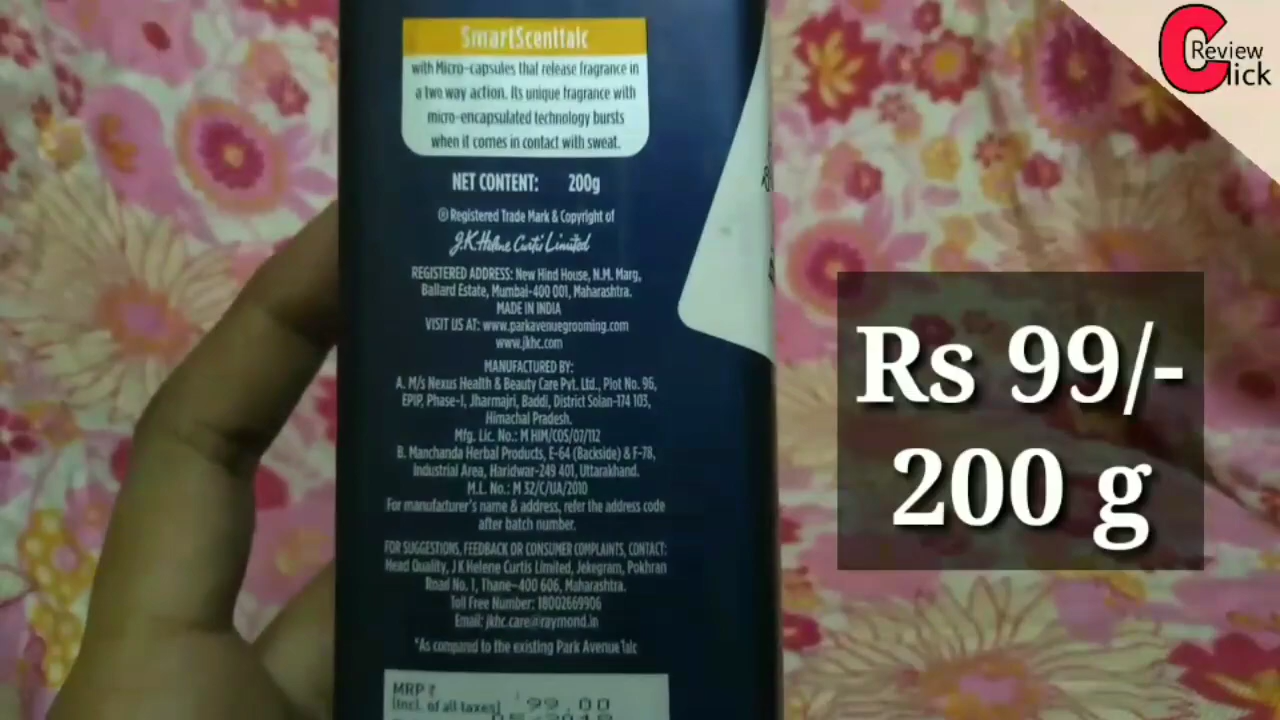 SmartScenttalc
with Micro-capsules that release fragrance in
a two way action. Its unique fragrance with
micro-encapsulated technology bursts
when it comes in contact with sweat.
NET CONTENT: 200g
® Registered Trade Mark & Copyright of
J.K. Helene Curtis Limited
REGISTERED ADDRESS: New Hind House, N.M. Marg,
Ballard Estate, Mumbai-400 001, Maharashtra.
MADE IN INDIA
VISIT US AT: www.parkavenuegrooming.com
www.jkhc.com
MANUFACTURED BY:
A. M/s Nexus Health & Beauty Care Pvt. Ltd., Plot No. 96,
EPIP, Phase-I, Jharmajri, Baddi, District Solan-174 103,
Himachal Pradesh.
Mfg. Lic. No.: M HIM/COS/07/112
B. Manchanda Herbal Products, E-64 (Backside) & F-78,
Industrial Area, Haridwar-249 401, Uttarakhand.
M.L. No.: M 32/C/UA/2010
For manufacturer's name & address, refer the address code
after batch number.
FOR SUGGESTIONS, FEEDBACK OR CONSUMER COMPLAINTS, CONTACT:
Head Quality, J K Helene Curtis Limited, Jekegram, Pokhran
Road No. 1, Thane-400 606, Maharashtra.
Toll Free Number: 18002669906
Email: jkhc.care@raymond.in
*As compared to the existing Park Avenue Talc
MRP ₹
(Incl. of all taxes) 99.00
Review
Click
Rs 99/-
200 g